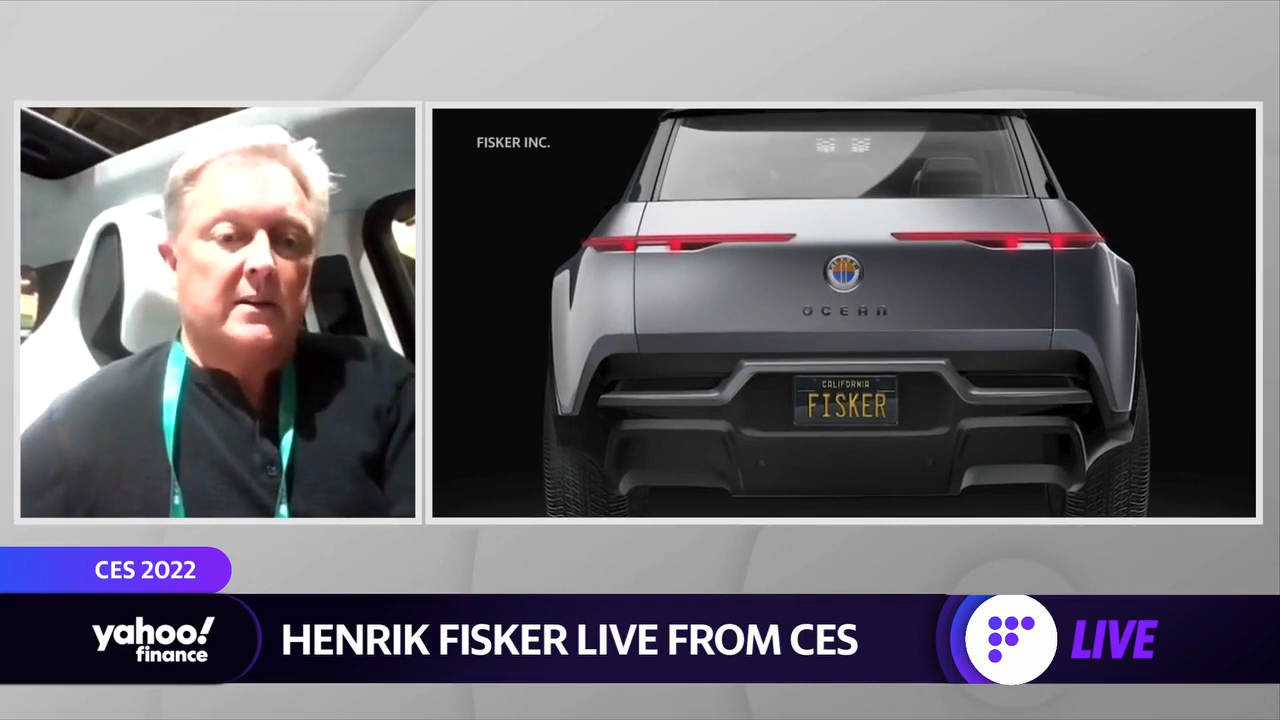 FISKER INC.
OCEAN
CALIFORNIA
FISKER
CES 2022
yahoo!
finance
HENRIK FISKER LIVE FROM CES
LIVE